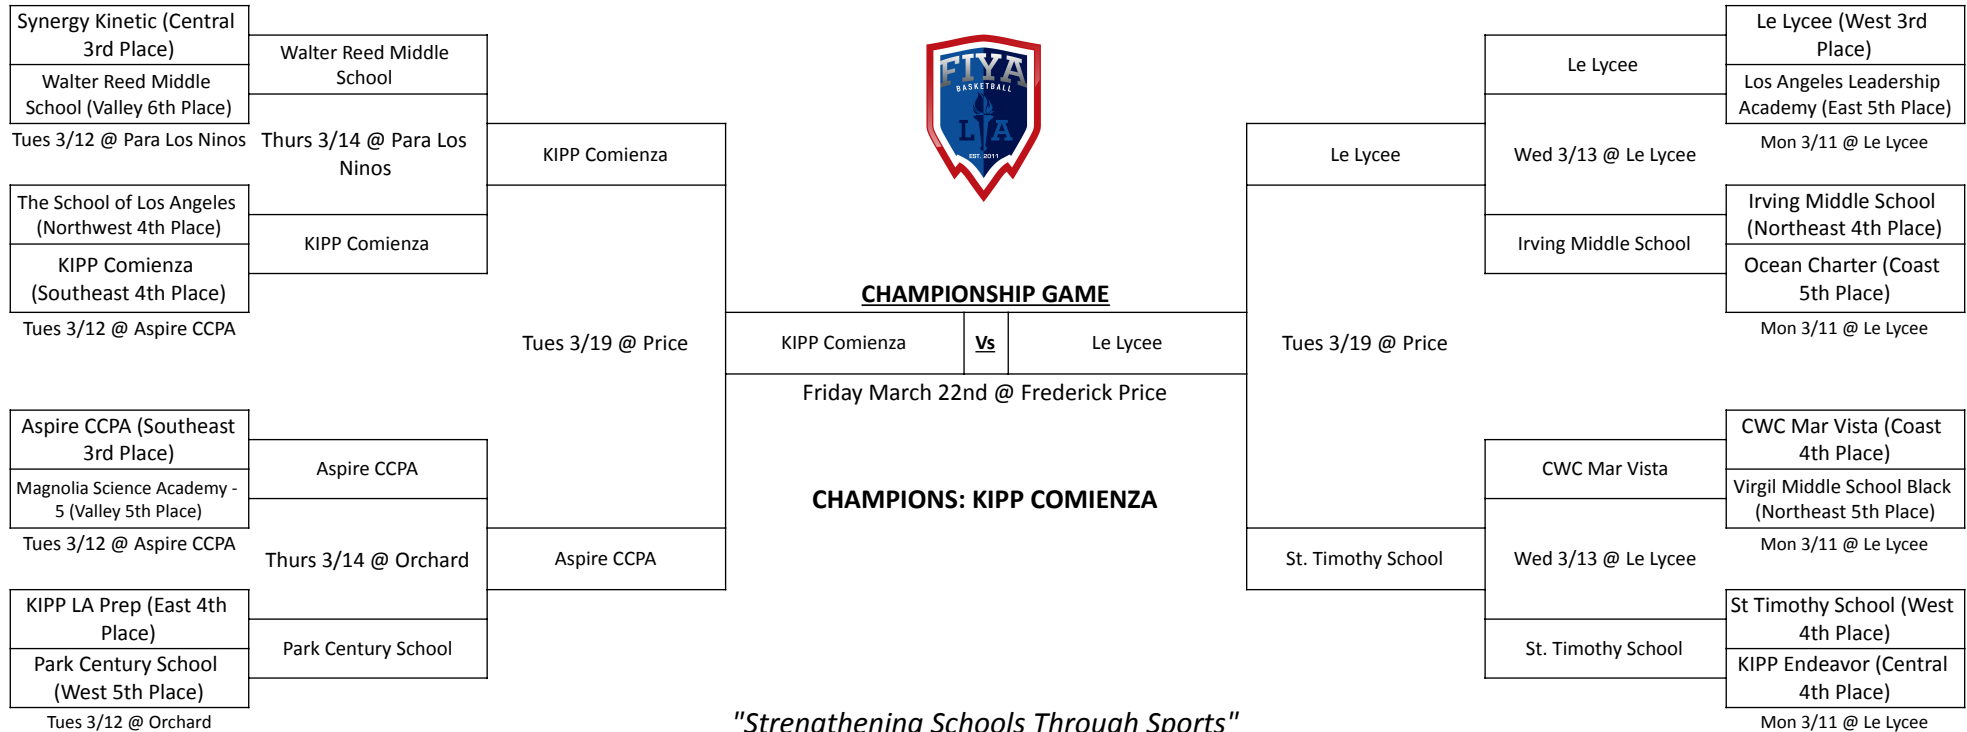 Synergy Kinetic (Central
3rd Place)
Walter Reed Middle
School (Valley 6th Place)
Tues 3/12 @ Para Los Ninos
The School of Los Angeles
(Northwest 4th Place)
KIPP Comienza
(Southeast 4th Place)
Tues 3/12 @ Aspire CCPA
Aspire CCPA (Southeast
3rd Place)
Magnolia Science Academy -
5 (Valley 5th Place)
Tues 3/12 @ Aspire CCPA
KIPP LA Prep (East 4th
Place)
Park Century School
(West 5th Place)
Tues 3/12 @ Orchard
Walter Reed Middle
School
Thurs 3/14 @ Para Los
Ninos
KIPP Comienza
Aspire CCPA
Thurs 3/14 @ Orchard
Park Century School
KIPP Comienza
Tues 3/19 @ Price
Aspire CCPA
FIYA
BASKETBALL
LA
EST. 2011
CHAMPIONSHIP GAME
KIPP Comienza
Vs
Le Lycee
Friday March 22nd @ Frederick Price
CHAMPIONS: KIPP COMIENZA
"Strengthening Schools Through Sports"
Le Lycee
Tues 3/19 @ Price
St. Timothy School
Le Lycee
Wed 3/13 @ Le Lycee
Irving Middle School
CWC Mar Vista
Wed 3/13 @ Le Lycee
St. Timothy School
Le Lycee (West 3rd
Place)
Los Angeles Leadership
Academy (East 5th Place)
Mon 3/11 @ Le Lycee
Irving Middle School
(Northeast 4th Place)
Ocean Charter (Coast
5th Place)
Mon 3/11 @ Le Lycee
CWC Mar Vista (Coast
4th Place)
Virgil Middle School Black
(Northeast 5th Place)
Mon 3/11 @ Le Lycee
St Timothy School (West
4th Place)
KIPP Endeavor (Central
4th Place)
Mon 3/11 @ Le Lycee